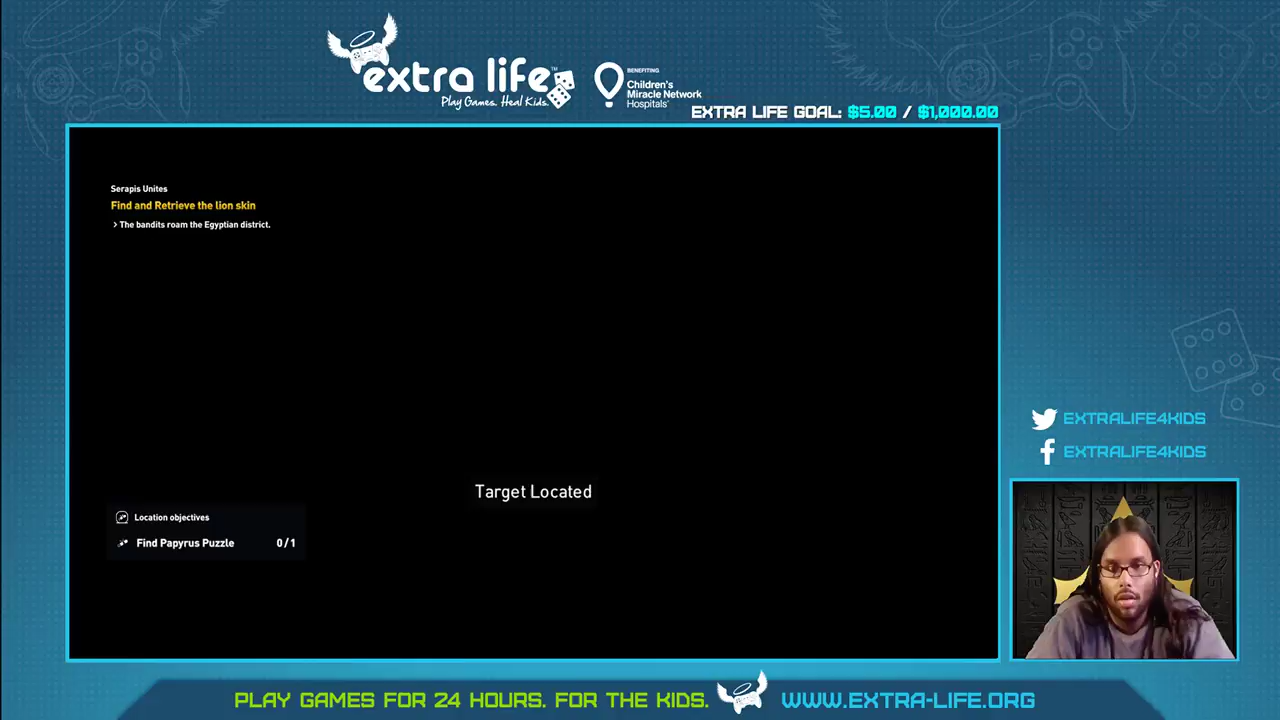 extra life™
Play Games. Heal Kids.
BENEFITING
Children's
Miracle Network
Hospitals®
EXTRA LIFE GOAL: $5.00 / $1,000.00
Serapis Unites
Find and Retrieve the lion skin
> The bandits roam the Egyptian district.
EXTRALIFE4KIDS
EXTRALIFE4KIDS
Target Located
Location objectives
Find Papyrus Puzzle 0/1
PLAY GAMES FOR 24 HOURS. FOR THE KIDS. WWW.EXTRA-LIFE.ORG